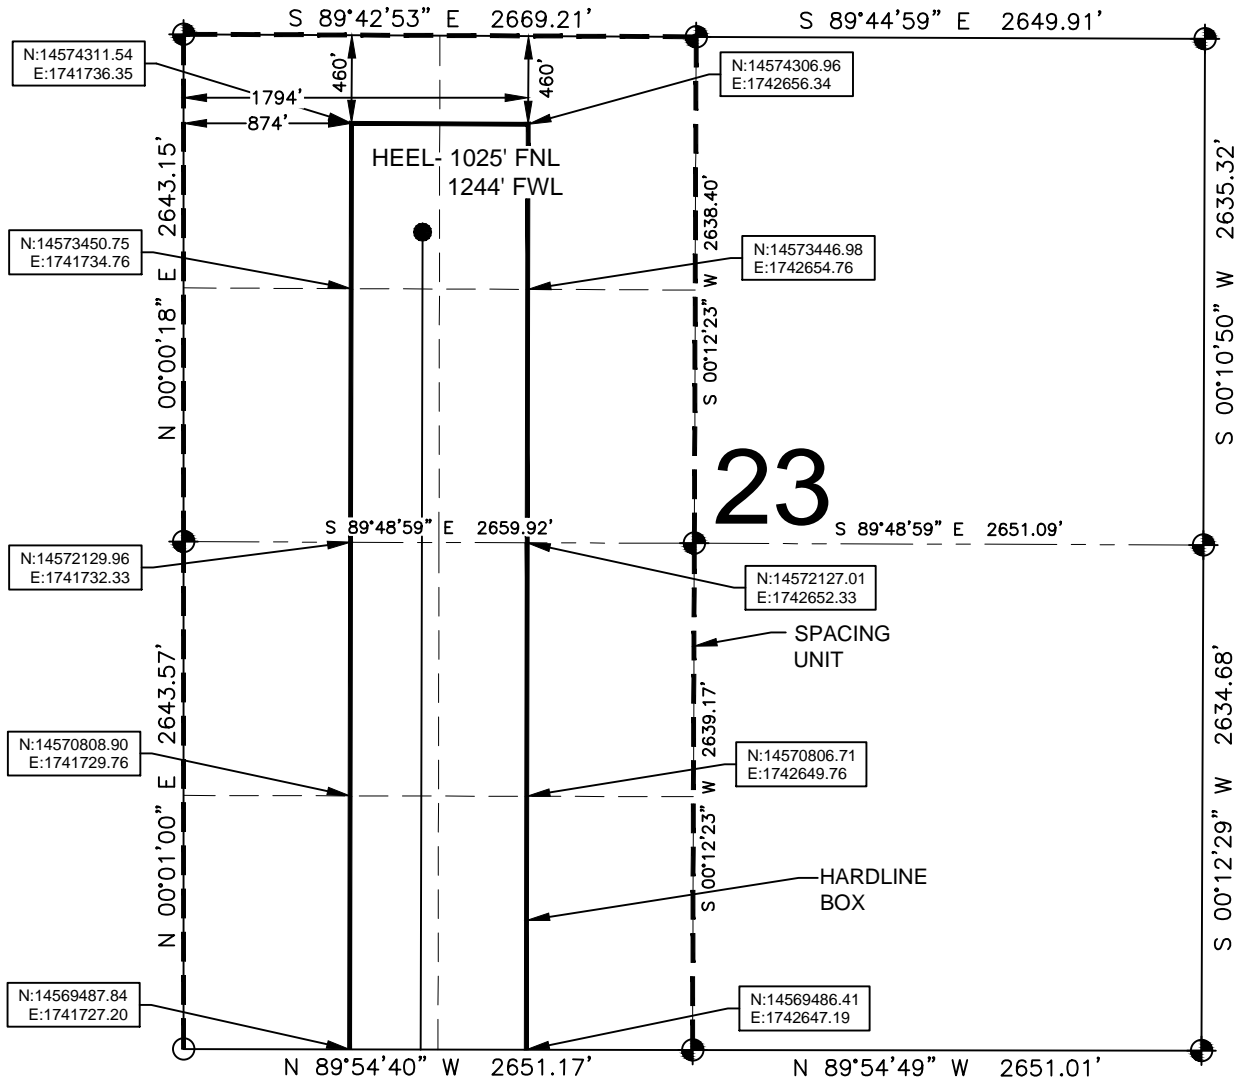 S 89°42'53" E 2669.21'
S 89°44'59" E 2649.91'
N:14574311.54
E:1741736.35
460'
460'
N:14574306.96
E:1742656.34
1794'
874'
HEEL- 1025' FNL
1244' FWL
N 00°00'18" E 2643.15'
S 00°12'23" W 2638.40'
S 00°10'50" W 2635.32'
N:14573450.75
E:1741734.76
N:14573446.98
E:1742654.76
23
S 89°48'59" E 2659.92'
S 89°48'59" E 2651.09'
N:14572129.96
E:1741732.33
N:14572127.01
E:1742652.33
SPACING
UNIT
N 00°01'00" E 2643.57'
S 00°12'23" W 2639.17'
S 00°12'29" W 2634.68'
N:14570808.90
E:1741729.76
N:14570806.71
E:1742649.76
HARDLINE
BOX
N:14569487.84
E:1741727.20
N:14569486.41
E:1742647.19
N 89°54'40" W 2651.17'
N 89°54'49" W 2651.01'